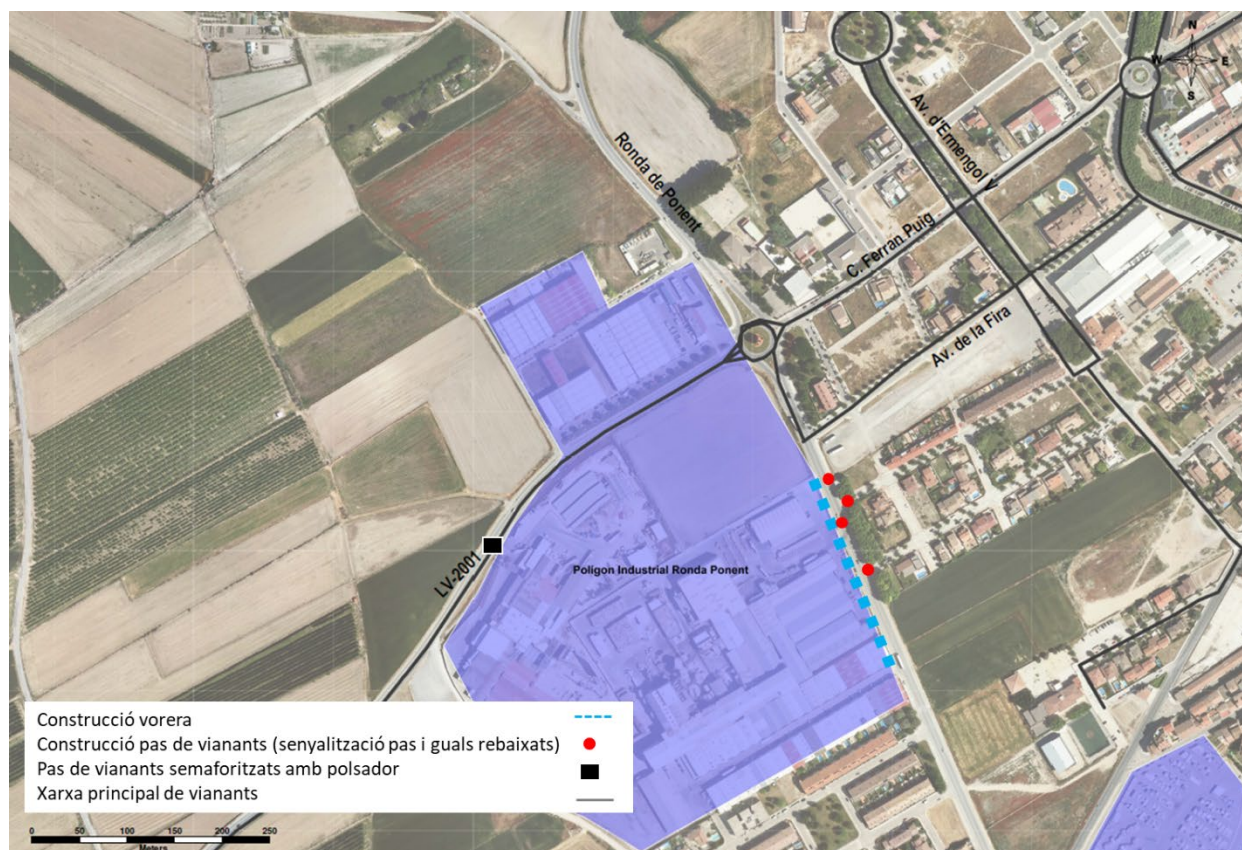 N
W E
S
Av. d'Ermengol V
Ronda de Ponent
C. Ferran Puig
Av. de la Fira
LV-2001
Polígon Industrial Ronda Ponent
Construcció vorera
Construcció pas de vianants (senyalització pas i guals rebaixats)
Pas de vianants semaforitzats amb polsador
Xarxa principal de vianants
0 50 100 150 200 250
Meters